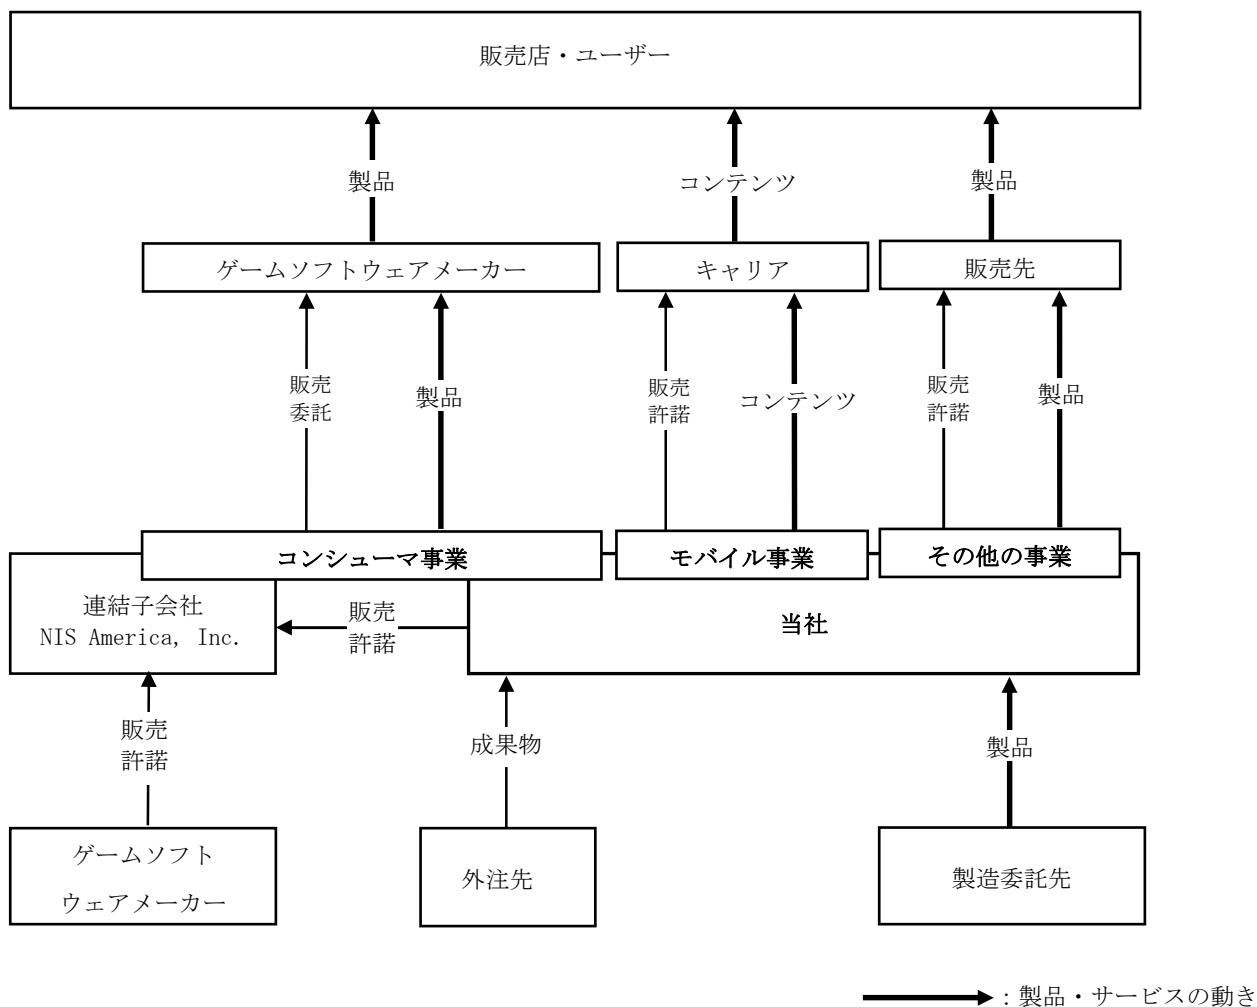 販売店・ユーザー
製品
コンテンツ
製品
ゲームソフトウェアメーカー
キャリア
販売先
販売
委託
製品
販売
許諾
コンテンツ
販売
許諾
製品
コンシューマ事業
モバイル事業
その他の事業
連結子会社
NIS America, Inc.
販売
許諾
当社
販売
許諾
成果物
製品
ゲームソフト
ウェアメーカー
外注先
製造委託先
：製品・サービスの動き